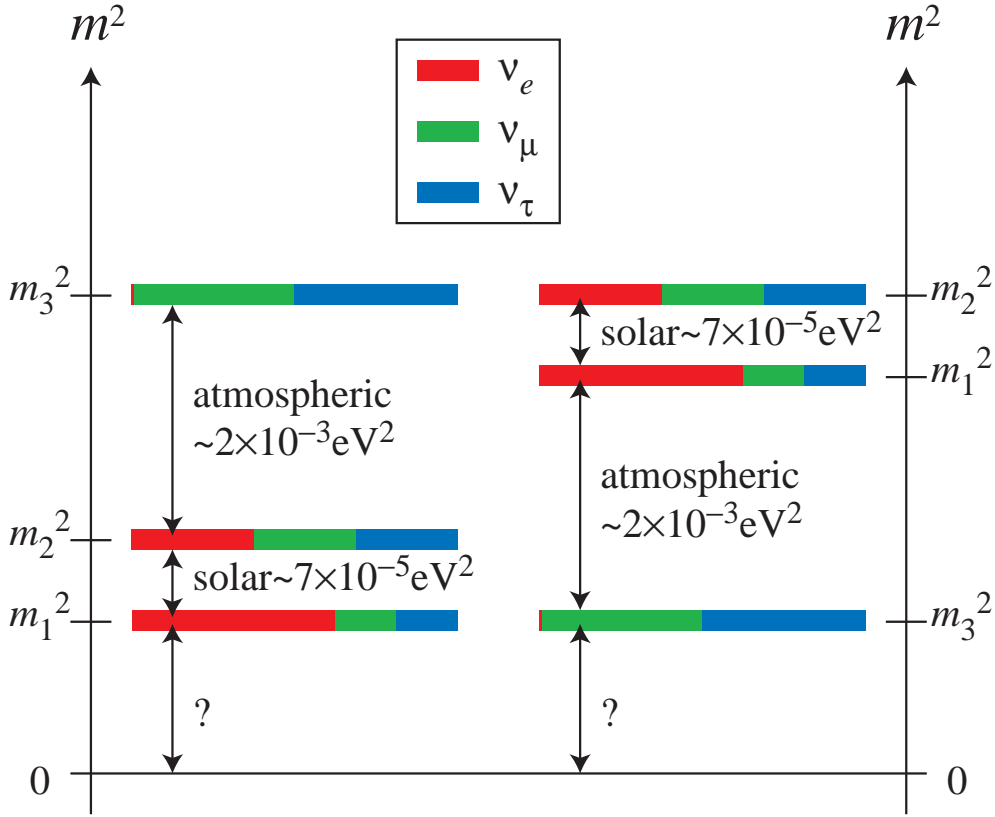 m²
m²
ν_e
ν_μ
ν_τ
m₃²
m₂²
solar~7×10⁻⁵eV²
m₁²
atmospheric
~2×10⁻³eV²
atmospheric
~2×10⁻³eV²
m₂²
solar~7×10⁻⁵eV²
m₁²
m₃²
?
?
0
0